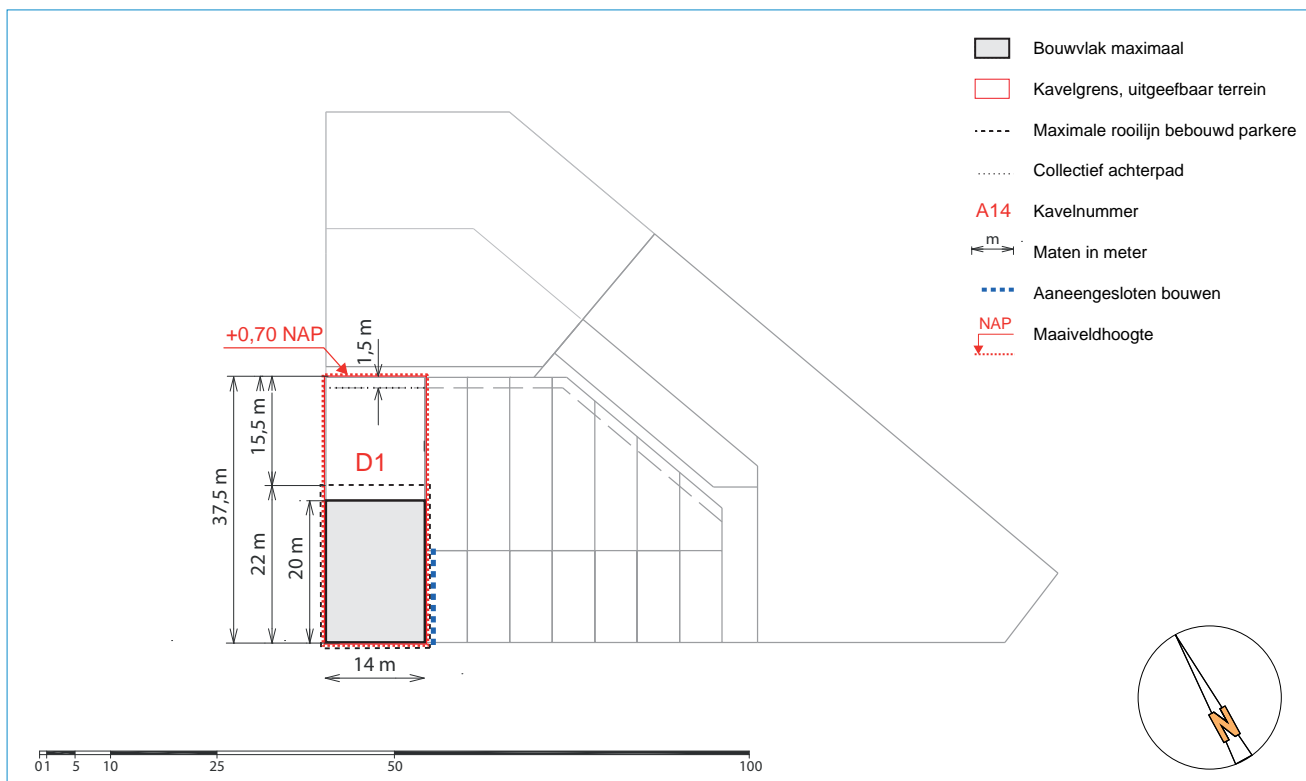 Bouwvlak maximaal
Kavelgrens, uitgeefbaar terrein
Maximale rooilijn bebouwd parkere
Collectief achterpad
A14 Kavelnummer
m Maten in meter
Aaneengesloten bouwen
NAP Maaiveldhoogte
+0,70 NAP
1,5 m
15,5 m
37,5 m
D1
22 m
20 m
14 m
0 1 5 10 25 50 100
N